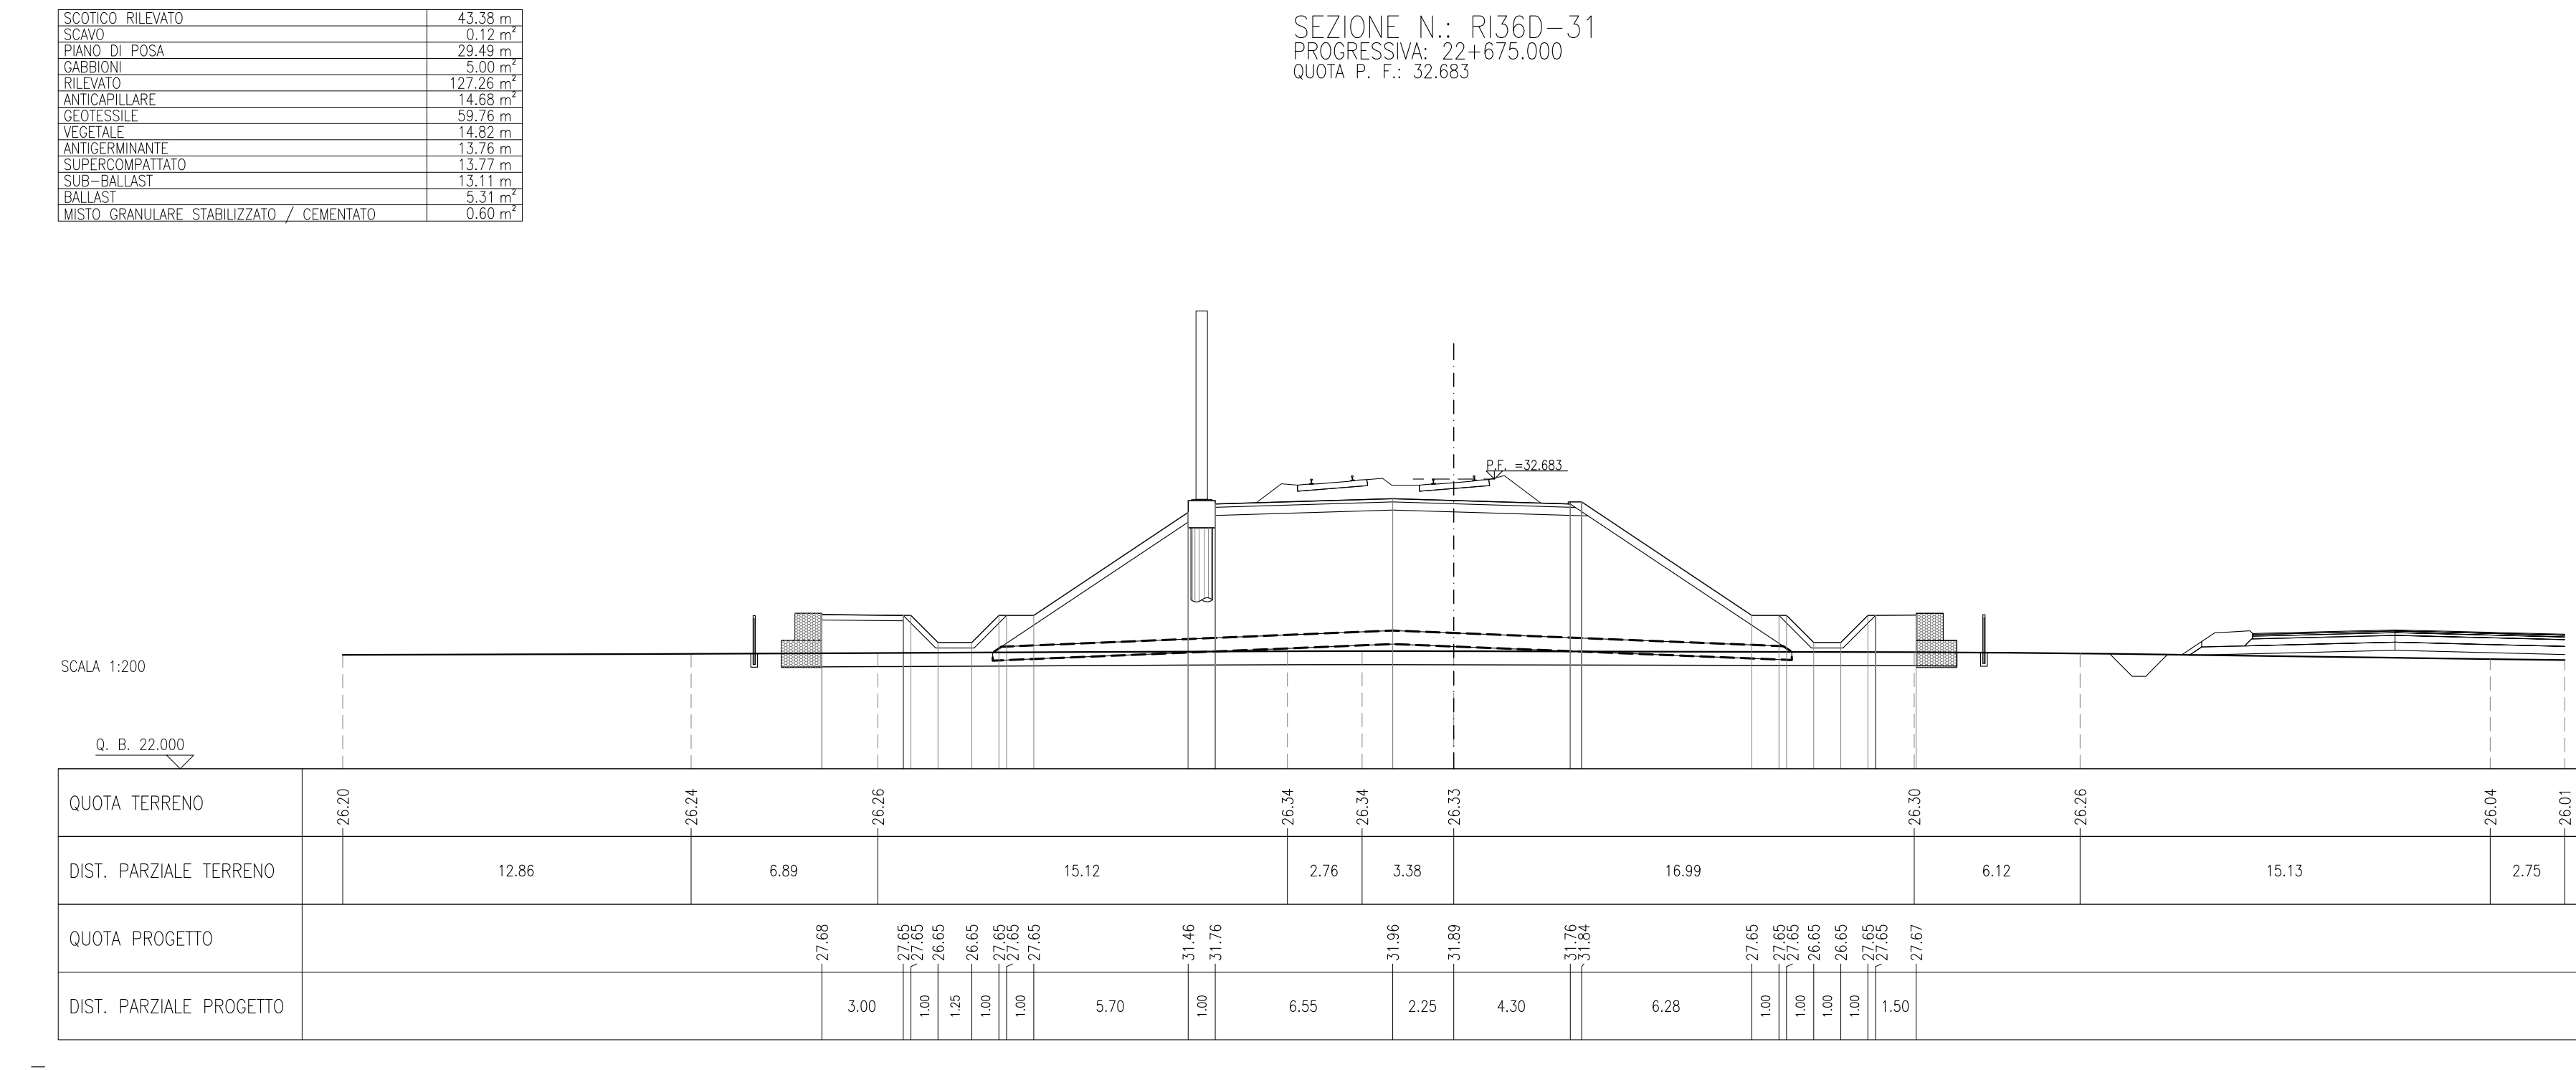 SCOTICO RILEVATO 43.38 m
SCAVO 0.12 m²
PIANO DI POSA 29.49 m
GABBIONI 5.00 m²
RILEVATO 127.26 m²
ANTICAPILLARE 14.68 m²
GEOTESSILE 59.76 m
VEGETALE 14.82 m
ANTIGERMINANTE 13.76 m
SUPERCOMPATTATO 13.77 m
SUB-BALLAST 13.11 m
BALLAST 5.31 m²
MISTO GRANULARE STABILIZZATO / CEMENTATO 0.60 m²
SEZIONE N.: RI36D-31
PROGRESSIVA: 22+675.000
QUOTA P. F.: 32.683
P.F. =32.683
SCALA 1:200
Q. B. 22.000
QUOTA TERRENO 26.20 26.24 26.26 26.34 26.34 26.33 26.30 26.26 26.04 26.01
DIST. PARZIALE TERRENO 12.86 6.89 15.12 2.76 3.38 16.99 6.12 15.13 2.75
QUOTA PROGETTO 27.68 27.65 27.65 26.65 26.65 27.65 27.65 27.65 31.46 31.76 31.96 31.89 31.76 31.84 27.65 27.65 27.65 26.65 26.65 27.65 27.65 27.67
DIST. PARZIALE PROGETTO 3.00 1.00 1.25 1.00 1.00 5.70 1.00 6.55 2.25 4.30 6.28 1.00 1.00 1.00 1.00 1.50